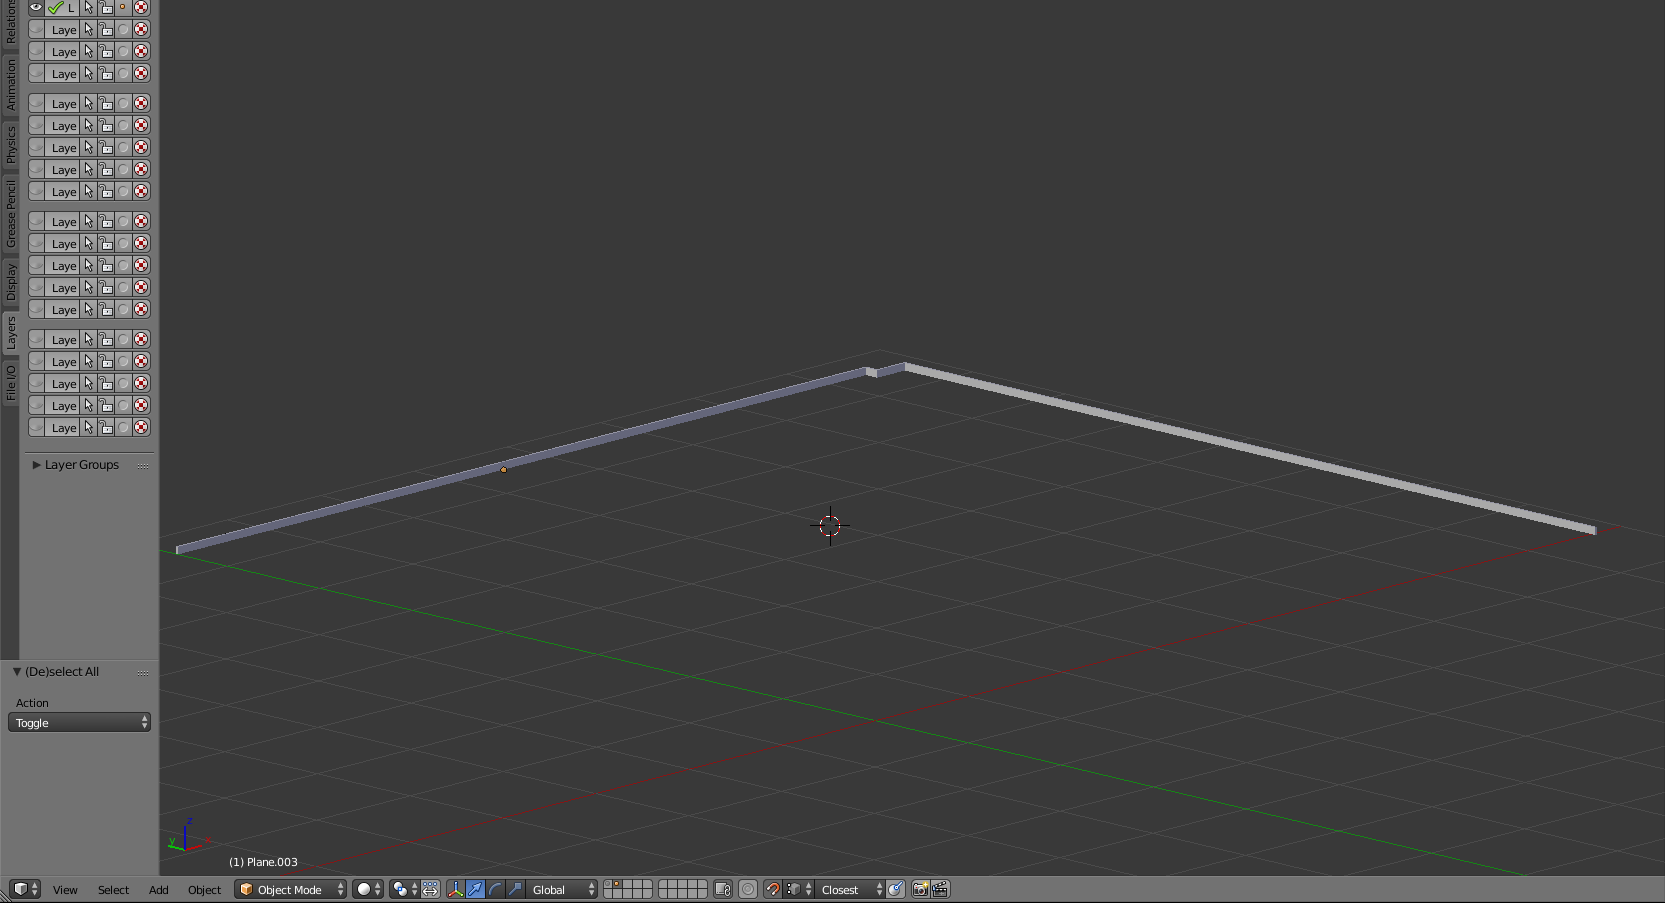 Relations
L
Laye
Laye
Laye
Animation
Laye
Laye
Physics
Laye
Laye
Laye
Grease Pencil
Laye
Laye
Laye
Display
Laye
Laye
Layers
Laye
Laye
File I/O
Laye
Laye
Laye
Layer Groups
(De)select All
Action
Toggle
z
y
(1) Plane.003
View
Select
Add
Object
Object Mode
Global
Closest